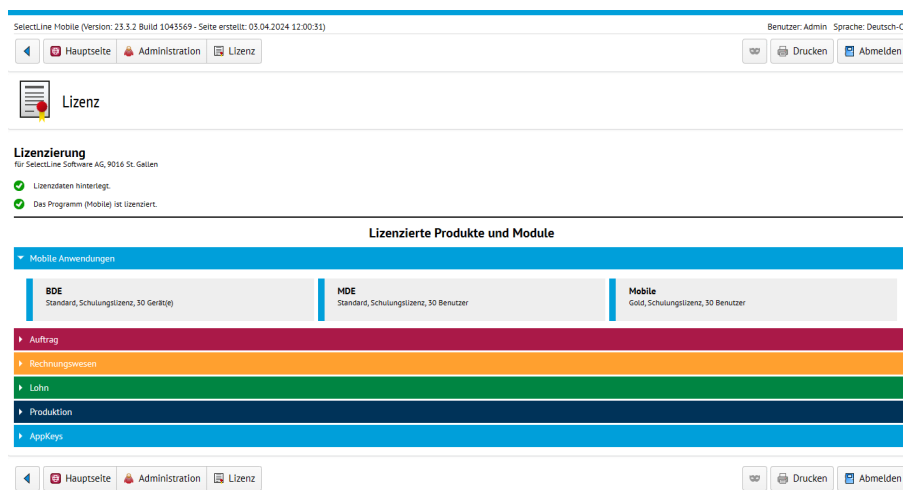 SelectLine Mobile (Version: 23.3.2 Build 1043569 - Seite erstellt: 03.04.2024 12:00:31) Benutzer: Admin Sprache: Deutsch-C
Hauptseite Administration Lizenz Drucken Abmelden
Lizenz
Lizenzierung
für SelectLine Software AG, 9016 St. Gallen
Lizenzdaten hinterlegt.
Das Programm (Mobile) ist lizenziert.
Lizenzierte Produkte und Module
Mobile Anwendungen
BDE MDE Mobile
Standard, Schulungslizenz, 30 Gerät(e) Standard, Schulungslizenz, 30 Benutzer Gold, Schulungslizenz, 30 Benutzer
Auftrag
Rechnungswesen
Lohn
Produktion
AppKeys
Hauptseite Administration Lizenz Drucken Abmelden